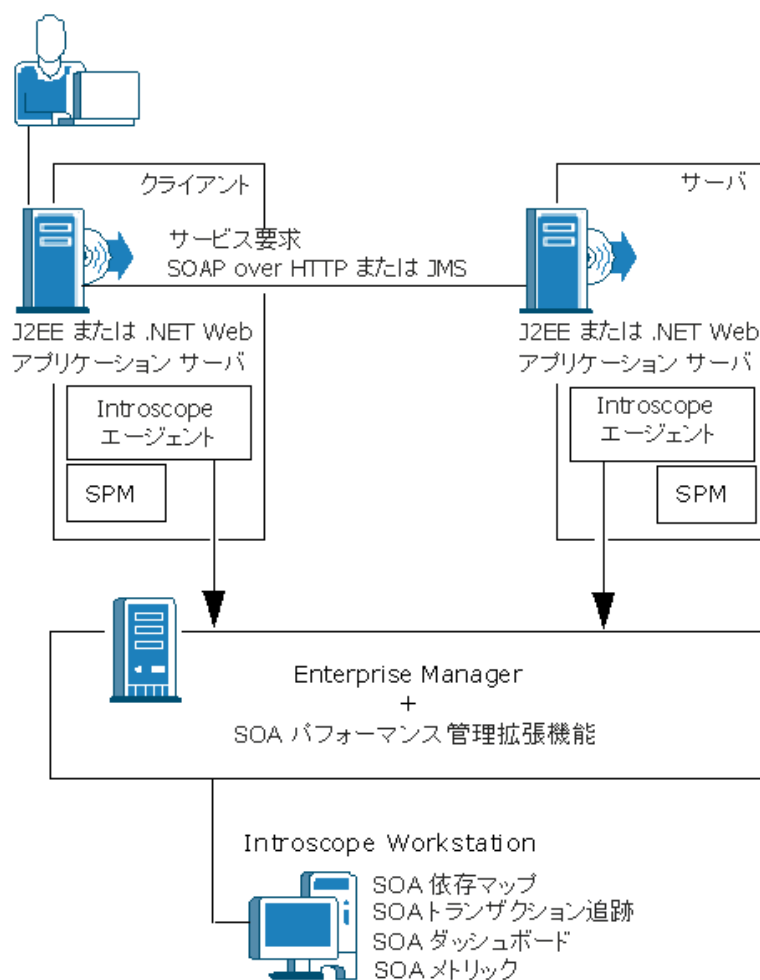 クライアント
サーバ
サービス要求
SOAP over HTTP または JMS
J2EE または .NET Web
アプリケーション サーバ
J2EE または .NET Web
アプリケーション サーバ
Introscope
エージェント
SPM
Introscope
エージェント
SPM
Enterprise Manager
+
SOA パフォーマンス管理拡張機能
Introscope Workstation
SOA 依存マップ
SOAトランザクション追跡
SOA ダッシュボード
SOA メトリック